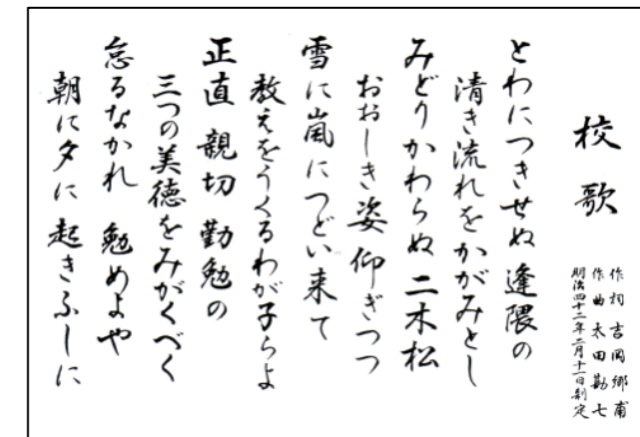 校歌
作詞 吉岡郷甫
作曲 太田勘七
明治四十二年二月十一日制定
とわにつきせぬ 逢隈の
清き流れをかがみとし
みどりかわらぬ 二木松
おおしき姿 仰ぎつつ
雪に嵐につどい来て
教えをうくるわが子らよ
正直 親切 勤勉の
三つの美徳をみがくべく
怠るなかれ 勉めよや
朝に夕に 起きふしに